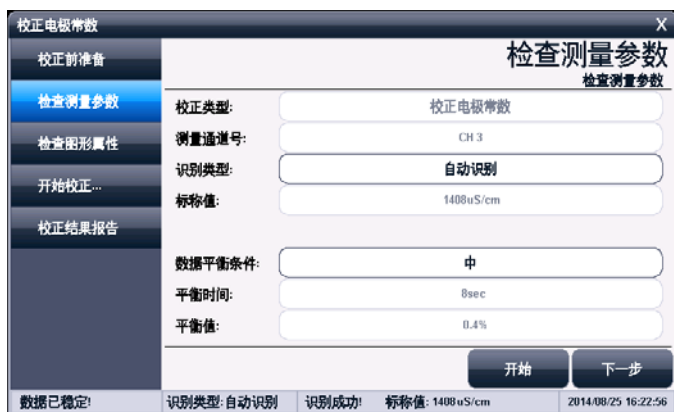 校正电极常数 X
校正前准备
检查测量参数
检查图形属性
开始校正...
校正结果报告
检查测量参数
检查测量参数
校正类型: 校正电极常数
测量通道号: CH 3
识别类型: 自动识别
标称值: 1408uS/cm
数据平衡条件: 中
平衡时间: 8sec
平衡值: 0.4%
开始 下一步
数据已稳定! 识别类型:自动识别 识别成功! 标称值: 1408uS/cm 2014/08/25 16:22:56